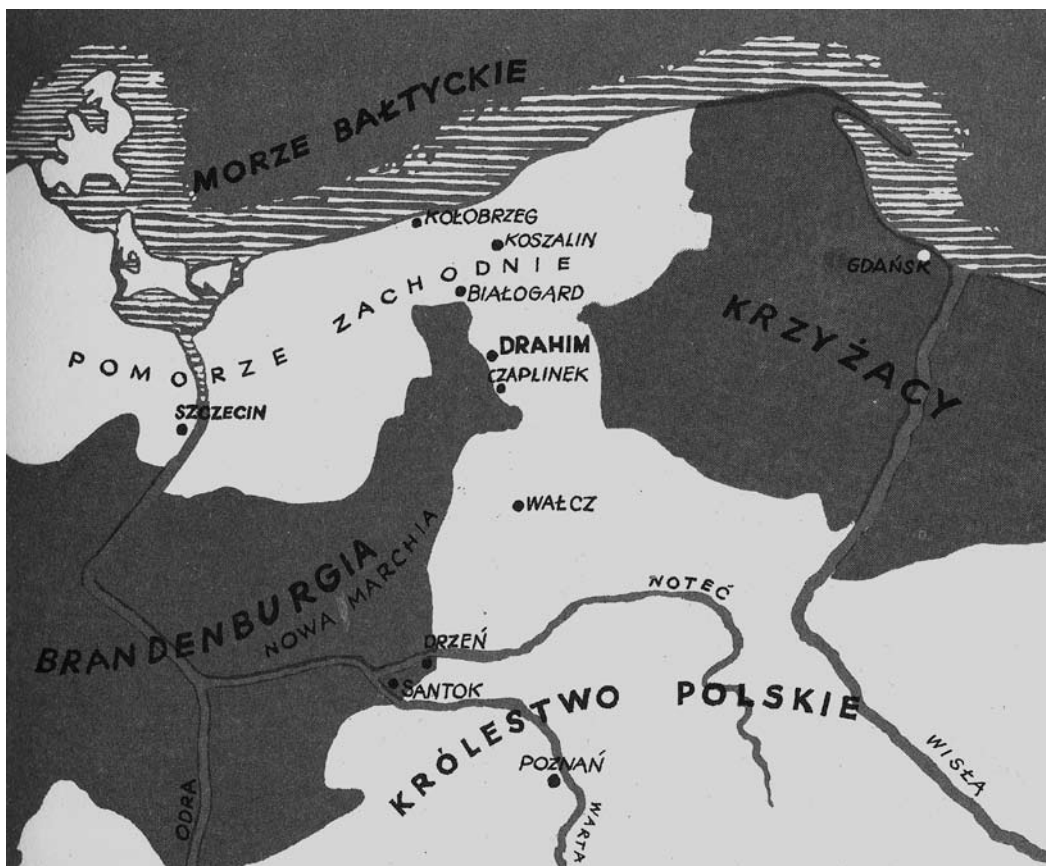 MORZE BAŁTYCKIE
KOŁOBRZEG
KOSZALIN
GDAŃSK
POMORZE ZACHODNIE
BIAŁOGARD
KRZYŻACY
DRAHIM
CZAPLINEK
SZCZECIN
WAŁCZ
NOTEĆ
BRANDENBURGIA
NOWA MARCHIA
DRZEŃ
SANTOK
KRÓLESTWO POLSKIE
POZNAŃ
WISŁA
ODRA
WARTA